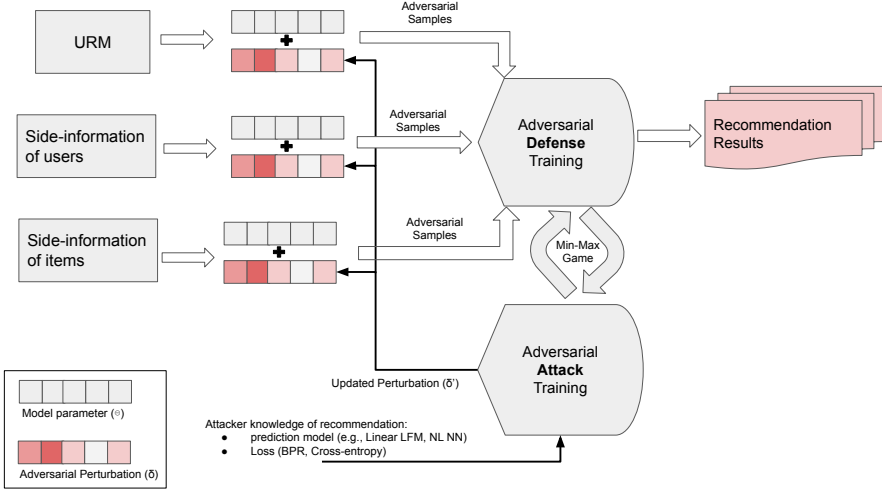 URM
Adversarial
Samples
Side-information
of users
Adversarial
Samples
Adversarial
Defense
Training
Recommendation
Results
Side-information
of items
Adversarial
Samples
Min-Max
Game
Adversarial
Attack
Training
Updated Perturbation (δ')
Model parameter (Θ)
Adversarial Perturbation (δ)
Attacker knowledge of recommendation:
● prediction model (e.g., Linear LFM, NL NN)
● Loss (BPR, Cross-entropy)